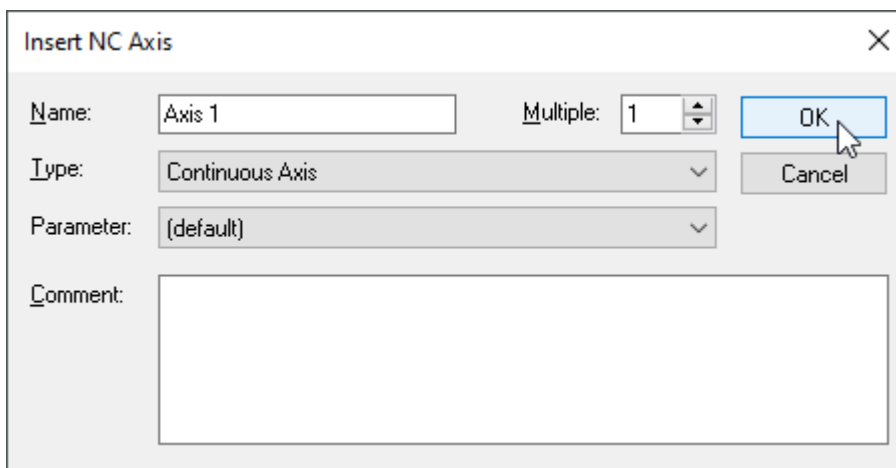 Insert NC Axis
Name: Axis 1 Multiple: 1 OK
Type: Continuous Axis Cancel
Parameter: (default)
Comment: